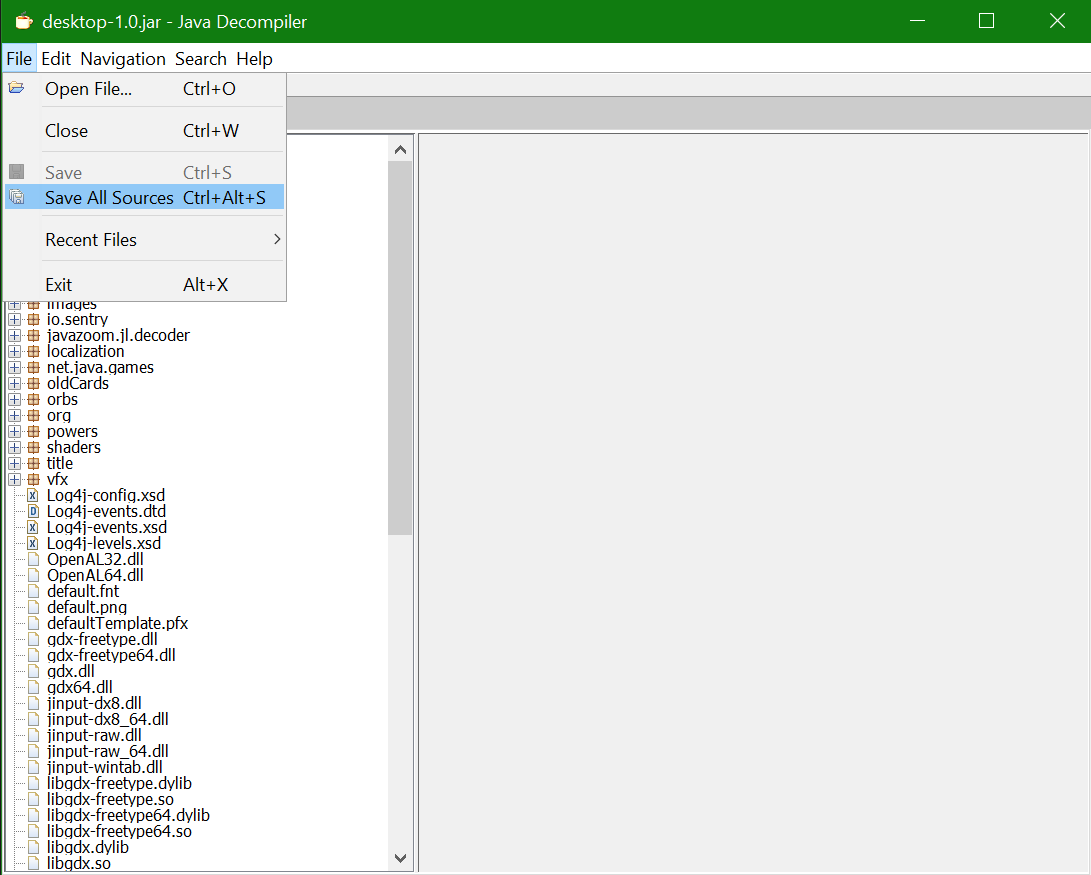 desktop-1.0.jar - Java Decompiler
File Edit Navigation Search Help
Open File... Ctrl+O
Close Ctrl+W
Save Ctrl+S
Save All Sources Ctrl+Alt+S
Recent Files
Exit Alt+X
images
io.sentry
javazoom.jl.decoder
localization
net.java.games
oldCards
orbs
org
powers
shaders
title
vfx
Log4j-config.xsd
Log4j-events.dtd
Log4j-events.xsd
Log4j-levels.xsd
OpenAL32.dll
OpenAL64.dll
default.fnt
default.png
defaultTemplate.pfx
gdx-freetype.dll
gdx-freetype64.dll
gdx.dll
gdx64.dll
jinput-dx8.dll
jinput-dx8_64.dll
jinput-raw.dll
jinput-raw_64.dll
jinput-wintab.dll
libgdx-freetype.dylib
libgdx-freetype.so
libgdx-freetype64.dylib
libgdx-freetype64.so
libgdx.dylib
libgdx.so